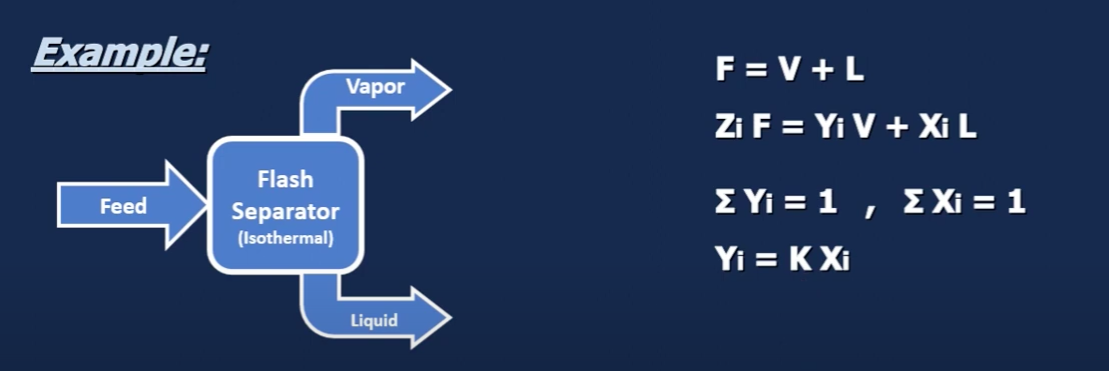 Example:
Vapor
Feed
Flash
Separator
(Isothermal)
Liquid
F = V + L
Zi F = Yi V + Xi L
Σ Yi = 1 , Σ Xi = 1
Yi = K Xi